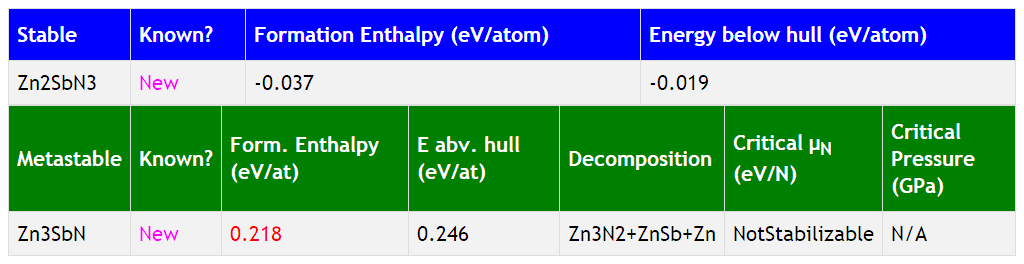 Stable Known? Formation Enthalpy (eV/atom) Energy below hull (eV/atom)
Zn2SbN3 New -0.037 -0.019
Metastable Known? Form. Enthalpy (eV/at) E abv. hull (eV/at) Decomposition Critical μN (eV/N) Critical Pressure (GPa)
Zn3SbN New 0.218 0.246 Zn3N2+ZnSb+Zn NotStabilizable N/A